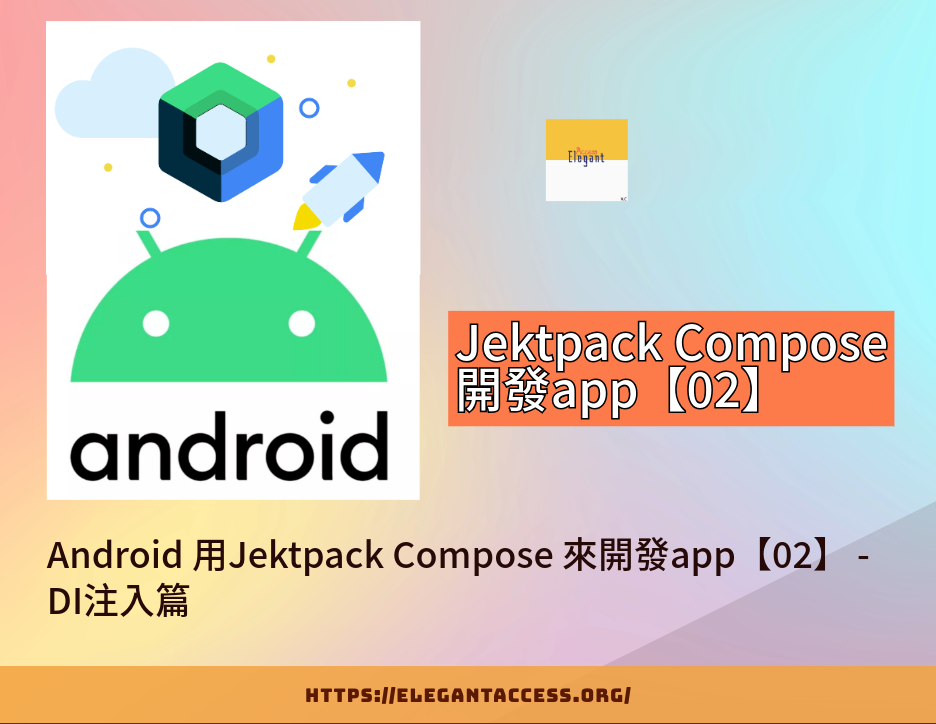 Access
Elegant
Jektpack Compose
開發app【02】
android
Android 用Jektpack Compose 來開發app【02】 -
DI注入篇
HTTPS://ELEGANTACCESS.ORG/